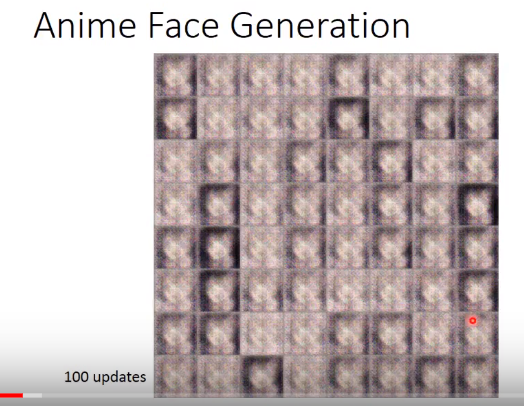 Anime Face Generation
100 updates